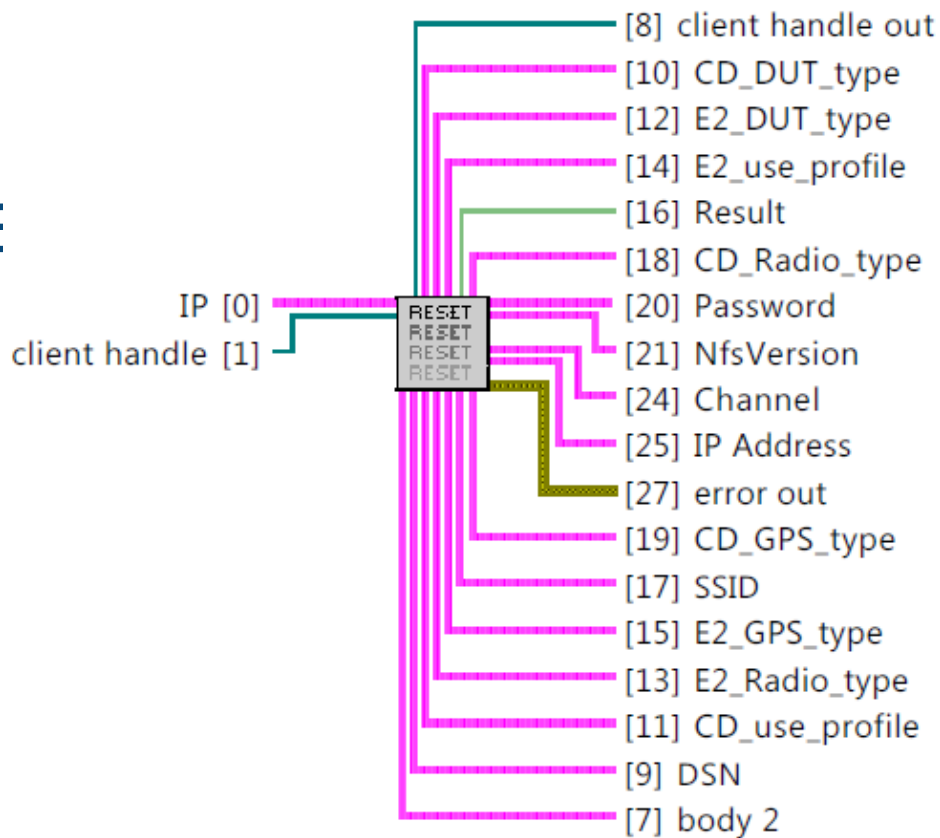 [8] client handle out
[10] CD_DUT_type
[12] E2_DUT_type
[14] E2_use_profile
[16] Result
[18] CD_Radio_type
IP [0]
[20] Password
client handle [1]
[21] NfsVersion
RESET
RESET
RESET
RESET
[24] Channel
[25] IP Address
[27] error out
[19] CD_GPS_type
[17] SSID
[15] E2_GPS_type
[13] E2_Radio_type
[11] CD_use_profile
[9] DSN
[7] body 2